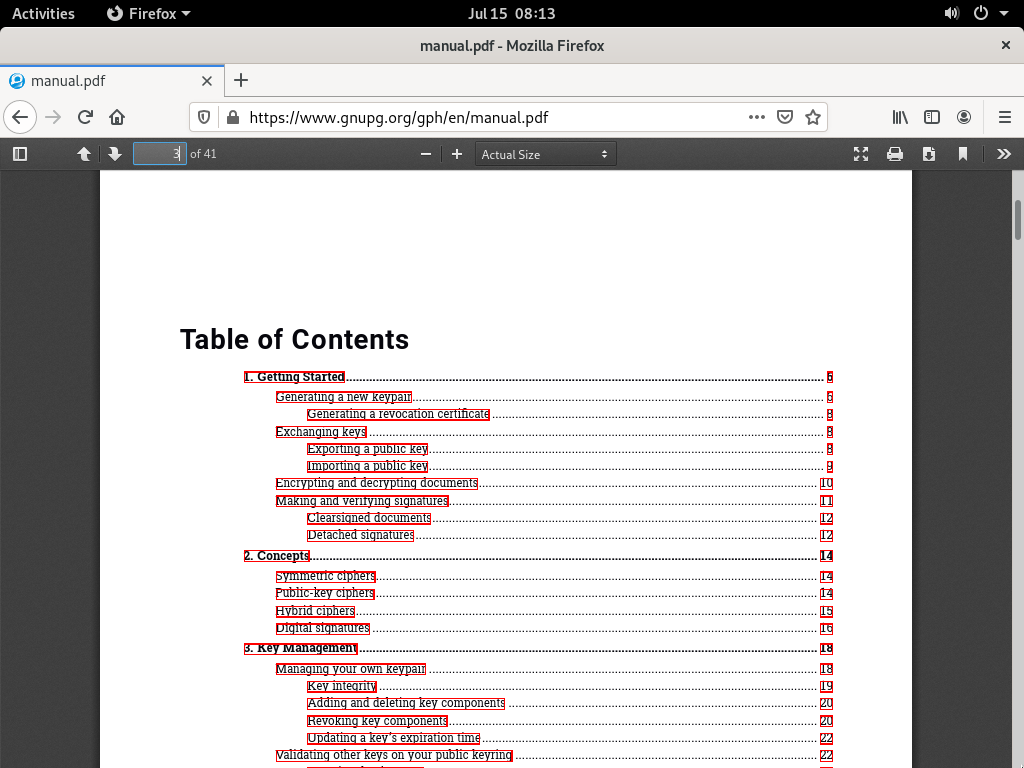 Activities Firefox Jul 15 08:13
manual.pdf - Mozilla Firefox
manual.pdf
https://www.gnupg.org/gph/en/manual.pdf
3 of 41 Actual Size
Table of Contents
1. Getting Started 6
Generating a new keypair 6
Generating a revocation certificate 8
Exchanging keys 8
Exporting a public key 8
Importing a public key 9
Encrypting and decrypting documents 10
Making and verifying signatures 11
Clearsigned documents 12
Detached signatures 12
2. Concepts 14
Symmetric ciphers 14
Public-key ciphers 14
Hybrid ciphers 15
Digital signatures 16
3. Key Management 18
Managing your own keypair 18
Key integrity 19
Adding and deleting key components 20
Revoking key components 20
Updating a key's expiration time 22
Validating other keys on your public keyring 22